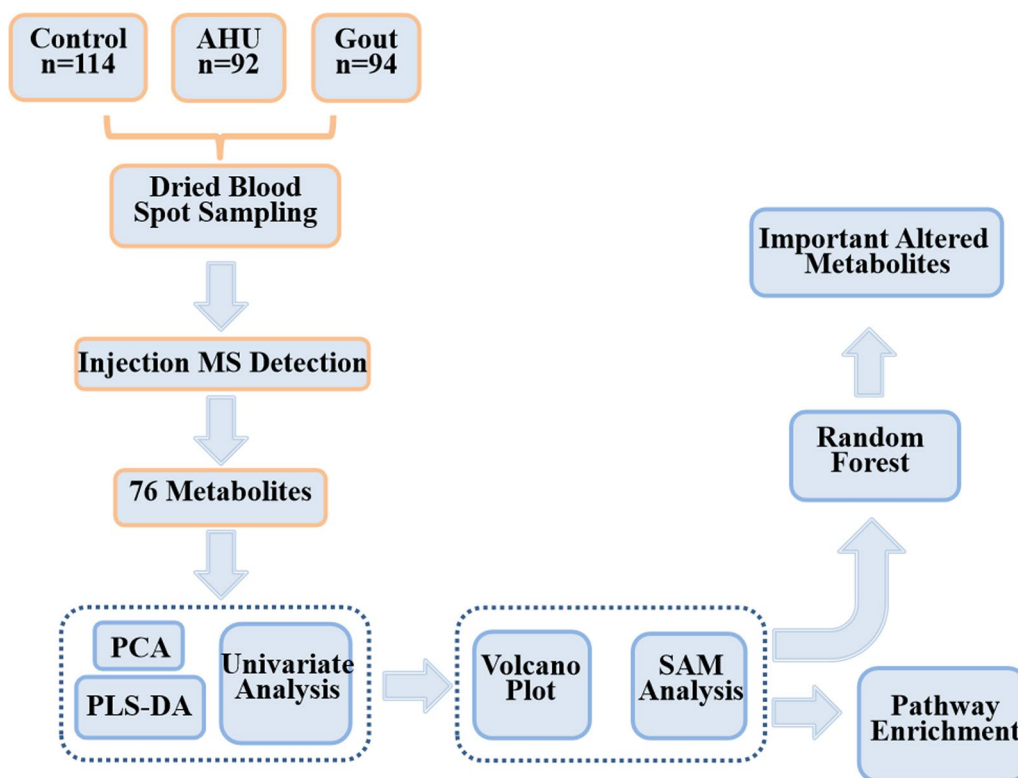 Control
n=114
AHU
n=92
Gout
n=94
Dried Blood
Spot Sampling
Injection MS Detection
76 Metabolites
PCA
PLS-DA
Univariate
Analysis
Volcano
Plot
SAM
Analysis
Important Altered
Metabolites
Random
Forest
Pathway
Enrichment